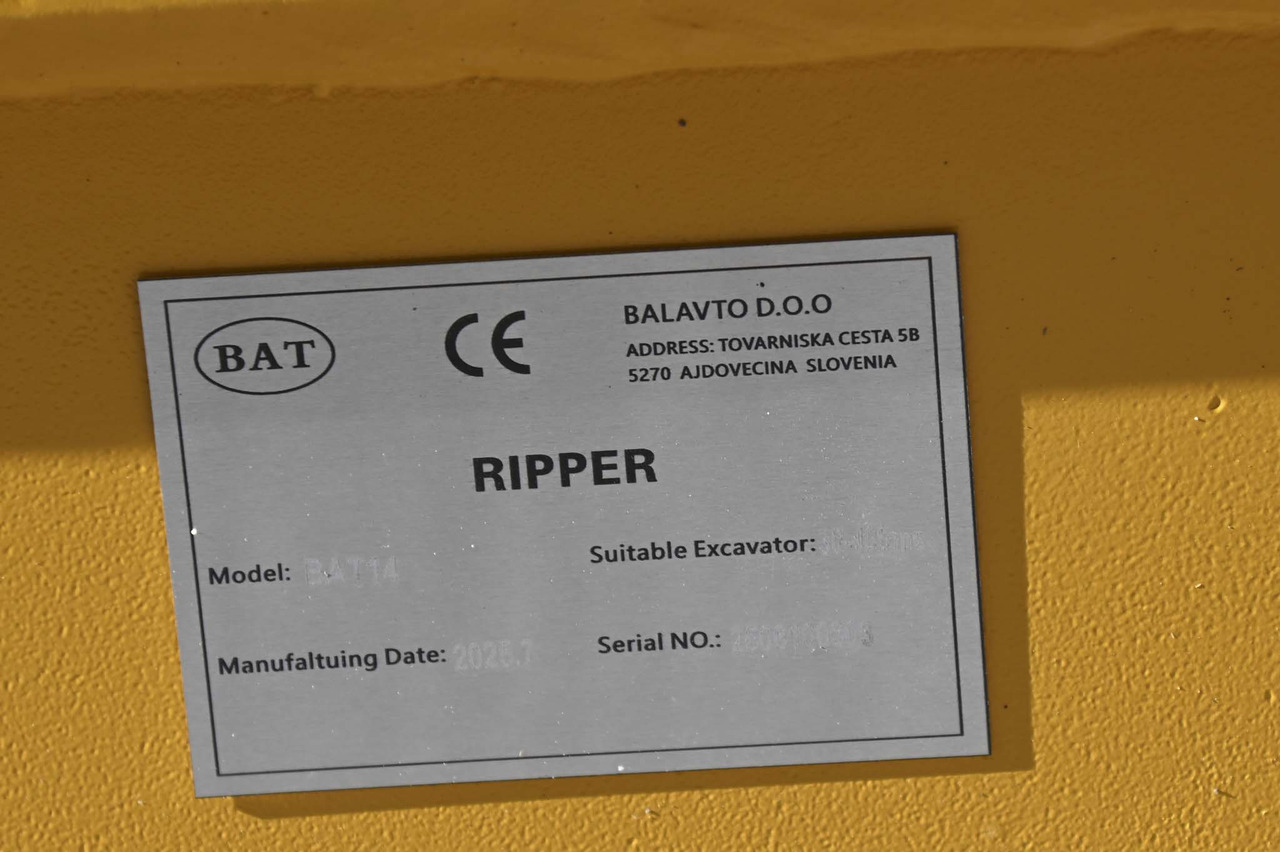 BAT
CE
BALAVTO D.O.O
ADDRESS: TOVARNISKA CESTA 5B
5270 AJDOVECINA SLOVENIA
RIPPER
Model: BAT14
Suitable Excavator:
Manufaltuing Date: 2025.7
Serial NO.: